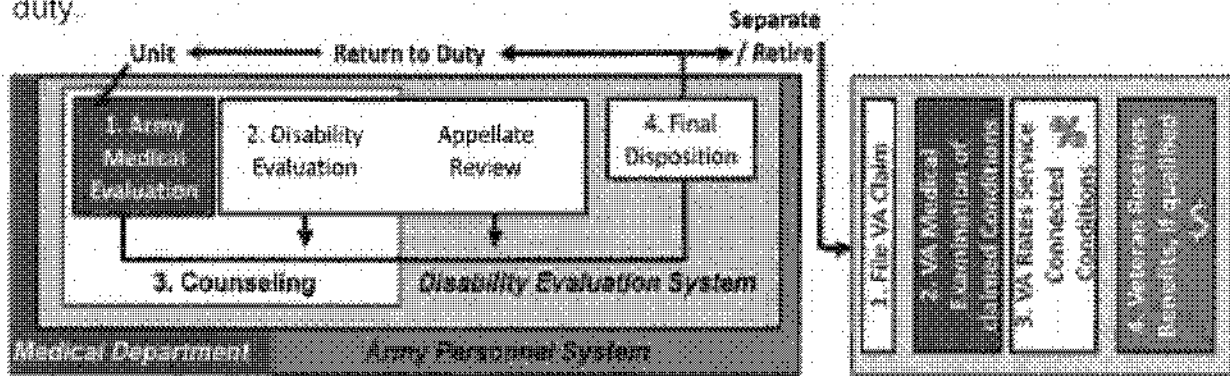 duty.
Separate
Unit Return to Duty / Retire
1. Army
Medical
Evaluation
2. Disability
Evaluation
Appellate
Review
4. Final
Disposition
3. Counseling
Disability Evaluation System
Medical Department
Army Personnel System
1. File VA Claim
2. VA Medical
Examination of
claimed Conditions
3. VA Rates Service
Connected
Conditions
%
4. Veteran Receives
Benefits, if qualified
$